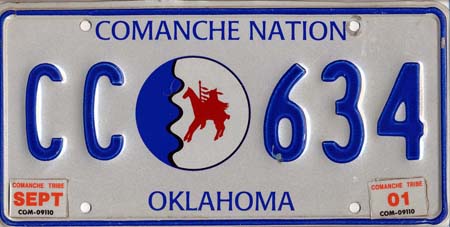 COMANCHE NATION
CC 634
COMANCHE TRIBE
SEPT
COM-09110
COMANCHE TRIBE
01
COM-09110
OKLAHOMA